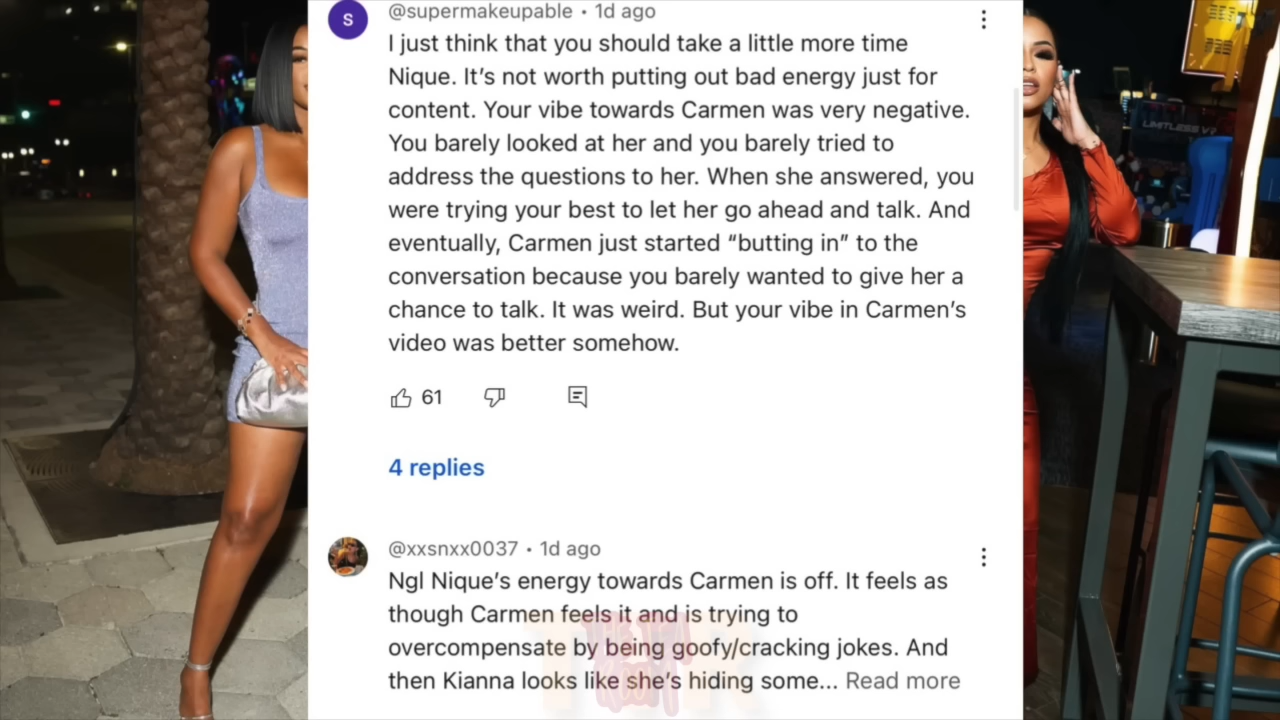 S
@supermakeupable • 1d ago
I just think that you should take a little more time
Nique. It’s not worth putting out bad energy just for
content. Your vibe towards Carmen was very negative.
You barely looked at her and you barely tried to
address the questions to her. When she answered, you
were trying your best to let her go ahead and talk. And
eventually, Carmen just started “butting in” to the
conversation because you barely wanted to give her a
chance to talk. It was weird. But your vibe in Carmen’s
video was better somehow.
61
4 replies
@xxsnxx0037 • 1d ago
Ngl Nique’s energy towards Carmen is off. It feels as
though Carmen feels it and is trying to
overcompensate by being goofy/cracking jokes. And
then Kianna looks like she’s hiding some... Read more